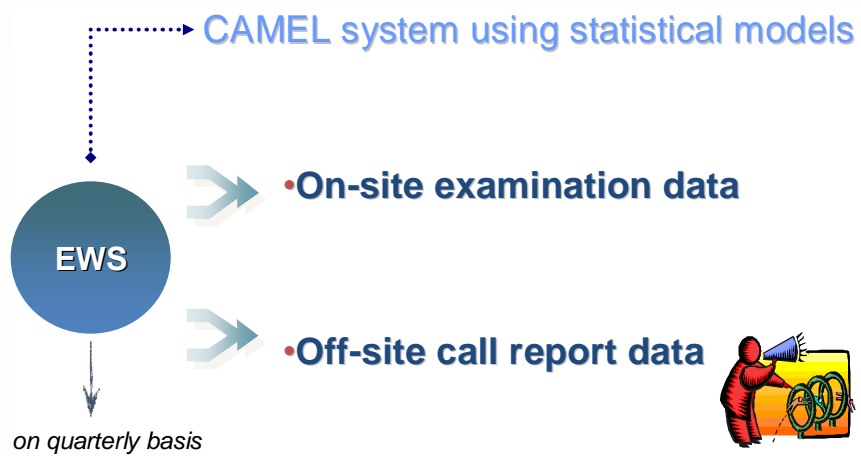 CAMEL system using statistical models
•On-site examination data
EWS
•Off-site call report data
on quarterly basis